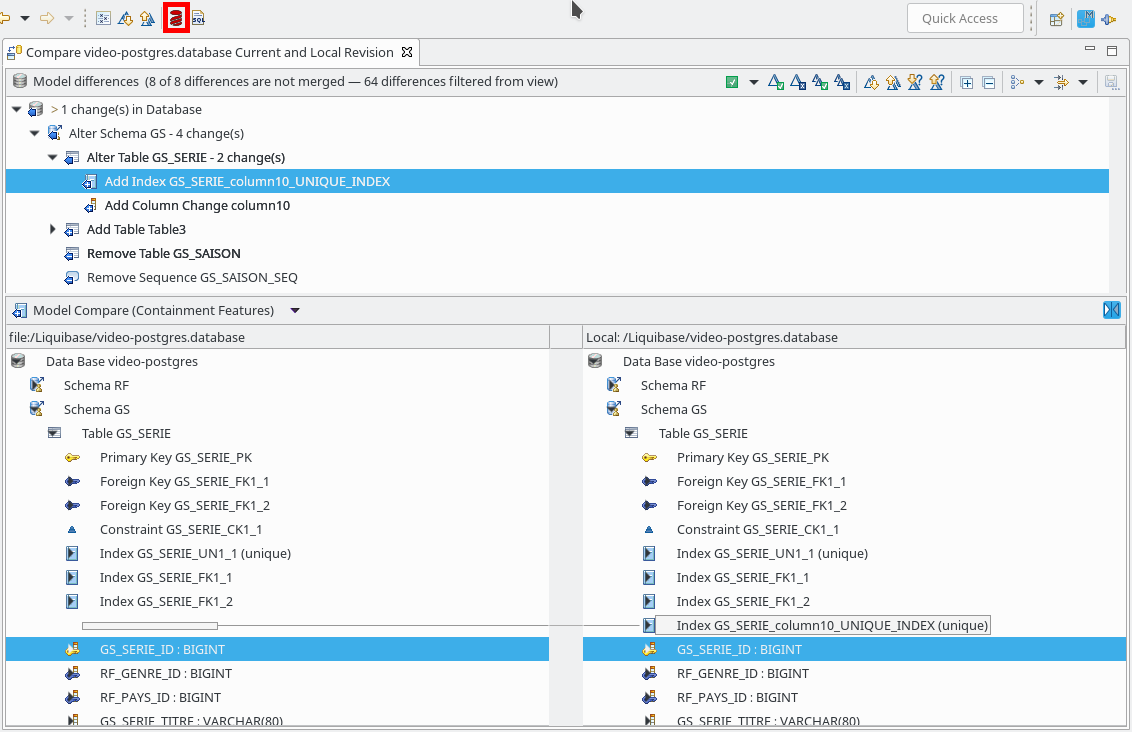 SQL
Quick Access
Compare video-postgres.database Current and Local Revision
Model differences (8 of 8 differences are not merged — 64 differences filtered from view)
> 1 change(s) in Database
Alter Schema GS - 4 change(s)
Alter Table GS_SERIE - 2 change(s)
Add Index GS_SERIE_column10_UNIQUE_INDEX
Add Column Change column10
Add Table Table3
Remove Table GS_SAISON
Remove Sequence GS_SAISON_SEQ
Model Compare (Containment Features)
file:/Liquibase/video-postgres.database
Local: /Liquibase/video-postgres.database
Data Base video-postgres
Schema RF
Schema GS
Table GS_SERIE
Primary Key GS_SERIE_PK
Foreign Key GS_SERIE_FK1_1
Foreign Key GS_SERIE_FK1_2
Constraint GS_SERIE_CK1_1
Index GS_SERIE_UN1_1 (unique)
Index GS_SERIE_FK1_1
Index GS_SERIE_FK1_2
GS_SERIE_ID : BIGINT
RF_GENRE_ID : BIGINT
RF_PAYS_ID : BIGINT
GS_SERIE_TITRE : VARCHAR(80)
Data Base video-postgres
Schema RF
Schema GS
Table GS_SERIE
Primary Key GS_SERIE_PK
Foreign Key GS_SERIE_FK1_1
Foreign Key GS_SERIE_FK1_2
Constraint GS_SERIE_CK1_1
Index GS_SERIE_UN1_1 (unique)
Index GS_SERIE_FK1_1
Index GS_SERIE_FK1_2
Index GS_SERIE_column10_UNIQUE_INDEX (unique)
GS_SERIE_ID : BIGINT
RF_GENRE_ID : BIGINT
RF_PAYS_ID : BIGINT
GS_SERIE_TITRE : VARCHAR(80)